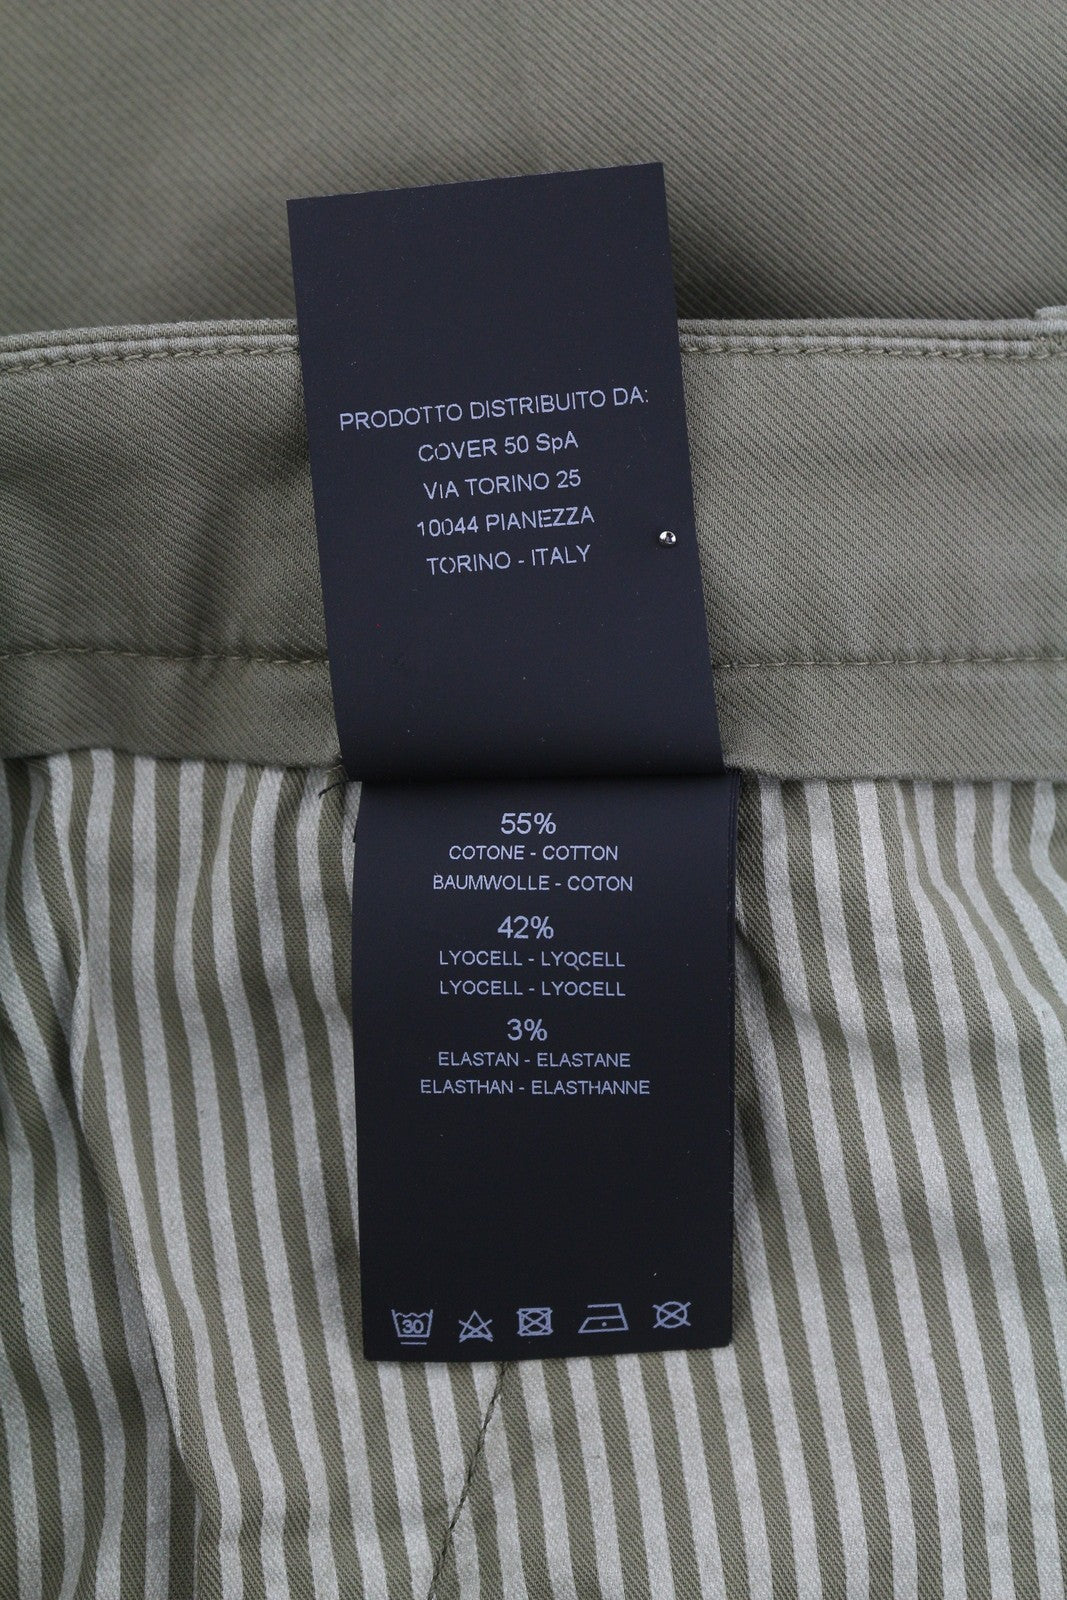 PRODOTTO DISTRIBUITO DA:
COVER 50 SpA
VIA TORINO 25
10044 PIANEZZA
TORINO - ITALY
55%
COTONE - COTTON
BAUMWOLLE - COTON
42%
LYOCELL - LYOCELL
LYOCELL - LYOCELL
3%
ELASTAN - ELASTANE
ELASTHAN - ELASTHANNE
30